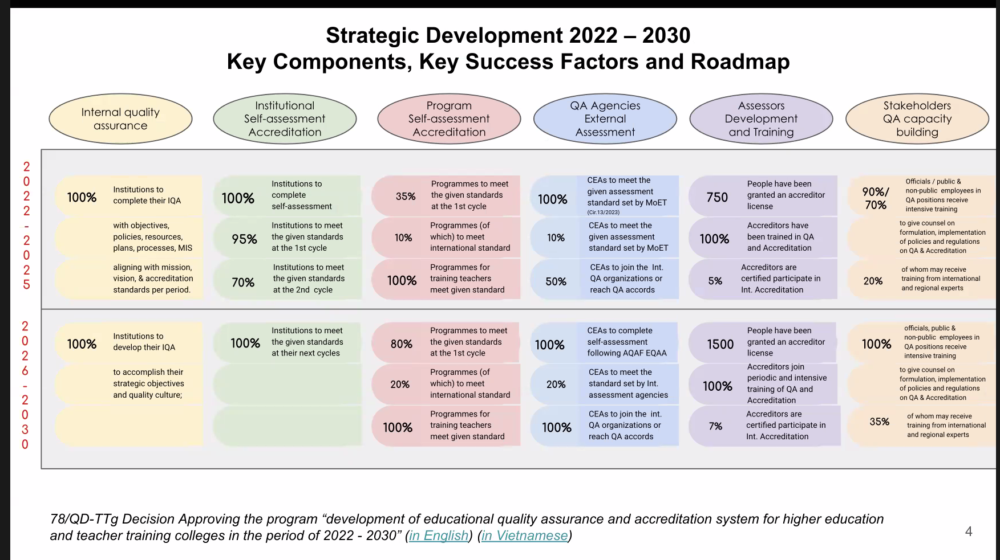 Strategic Development 2022 – 2030
Key Components, Key Success Factors and Roadmap
Internal quality
assurance
Institutional
Self-assessment
Accreditation
Program
Self-assessment
Accreditation
QA Agencies
External
Assessment
Assessors
Development
and Training
Stakeholders
QA capacity
building
2022-2025
100%
Institutions to
complete their IQA
with objectives,
policies, resources,
plans, processes, MIS
aligning with mission,
vision, & accreditation
standards per period.
100%
Institutions to
complete
self-assessment
95%
Institutions to meet
the given standards
at the 1st cycle
70%
Institutions to meet
the given standards
at the 2nd cycle
35%
Programmes to meet
the given standards
at the 1st cycle
10%
Programmes (of
which) to meet
international standard
100%
Programmes for
training teachers
meet given standard
100%
CEAs to meet the
given assessment
standard set by MoET
(Cir.13/2023)
10%
CEAs to meet the
given assessment
standard set by MoET
50%
CEAs to join the Int.
QA organizations or
reach QA accords
750
People have been
granted an accreditor
license
100%
Accreditors have
been trained in QA
and Accreditation
5%
Accreditors are
certified participate in
Int. Accreditation
90%/
70%
Officials / public &
non-public employees in
QA positions receive
intensive training
to give counsel on
formulation, implementation
of policies and regulations
on QA & Accreditation
20%
of whom may receive
training from international
and regional experts
2026-2030
100%
Institutions to
develop their IQA
to accomplish their
strategic objectives
and quality culture;
100%
Institutions to meet
the given standards
at their next cycles
80%
Programmes to meet
the given standards
at the 1st cycle
20%
Programmes (of
which) to meet
international standard
100%
Programmes for
training teachers
meet given standard
100%
CEAs to complete
self-assessment
following AQAF EQAA
20%
CEAs to meet the
standard set by Int.
assessment agencies
100%
CEAs to join the int.
QA organizations or
reach QA accords
1500
People have been
granted an accreditor
license
100%
Accreditors join
periodic and intensive
training of QA and
Accreditation
7%
Accreditors are
certified participate in
Int. Accreditation
100%
officials, public &
non-public employees in
QA positions receive
intensive training
to give counsel on
formulation, implementation
of policies and regulations
on QA & Accreditation
35%
of whom may receive
training from international
and regional experts
78/QD-TTg Decision Approving the program “development of educational quality assurance and accreditation system for higher education
and teacher training colleges in the period of 2022 - 2030” (in English) (in Vietnamese)
4